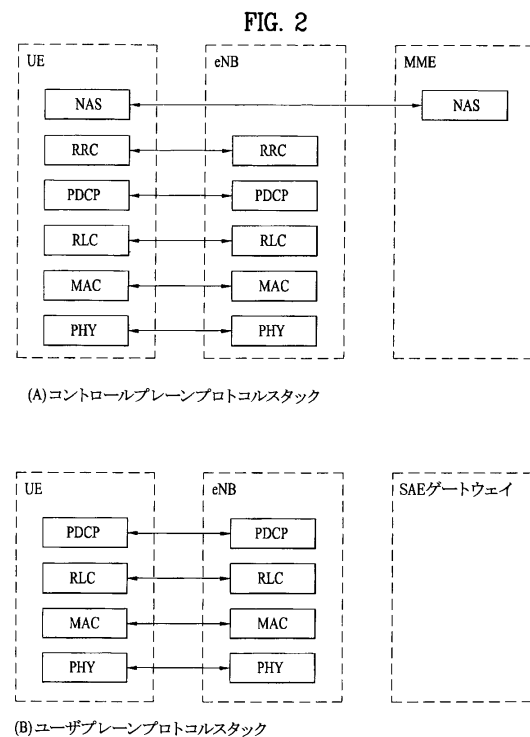 FIG. 2
UE eNB MME
NAS NAS
RRC RRC
PDCP PDCP
RLC RLC
MAC MAC
PHY PHY
(A)コントロールプレーンプロトコルスタック
UE eNB SAEゲートウェイ
PDCP PDCP
RLC RLC
MAC MAC
PHY PHY
(B)ユーザプレーンプロトコルスタック